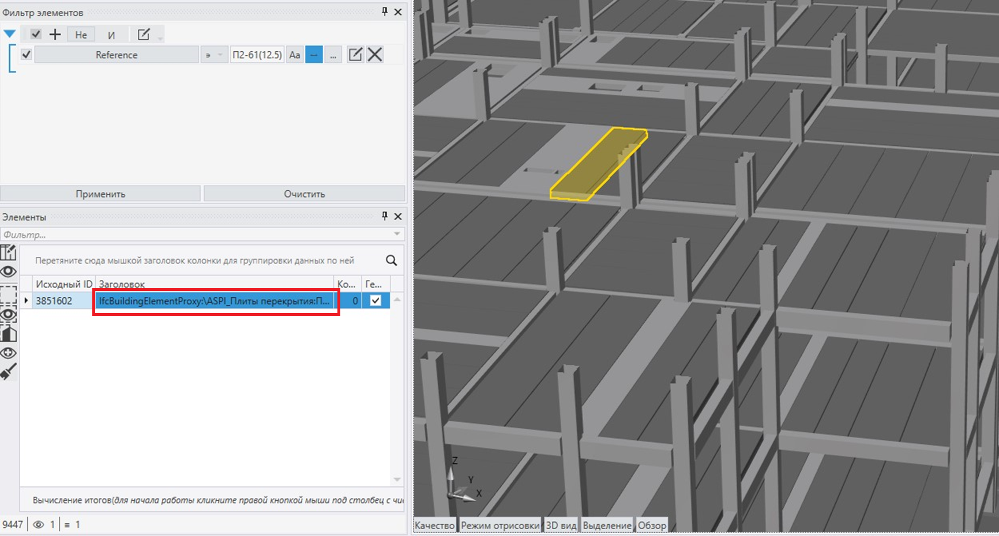 Фильтр элементов
Не И
Reference э П2-61(12.5) Aa ...
Применить Очистить
Элементы
Фильтр...
Перетяните сюда мышкой заголовок колонки для группировки данных по ней
Исходный ID Заголовок Ко... Ге...
3851602 IfcBuildingElementProxy:\ASPI_Плиты перекрытия:П... 0
Вычисление итогов(для начала работы кликните правой кнопкой мыши под столбец с чи
9447 1 1
Z
Y
X
Качество Режим отрисовки 3D вид Выделение Обзор